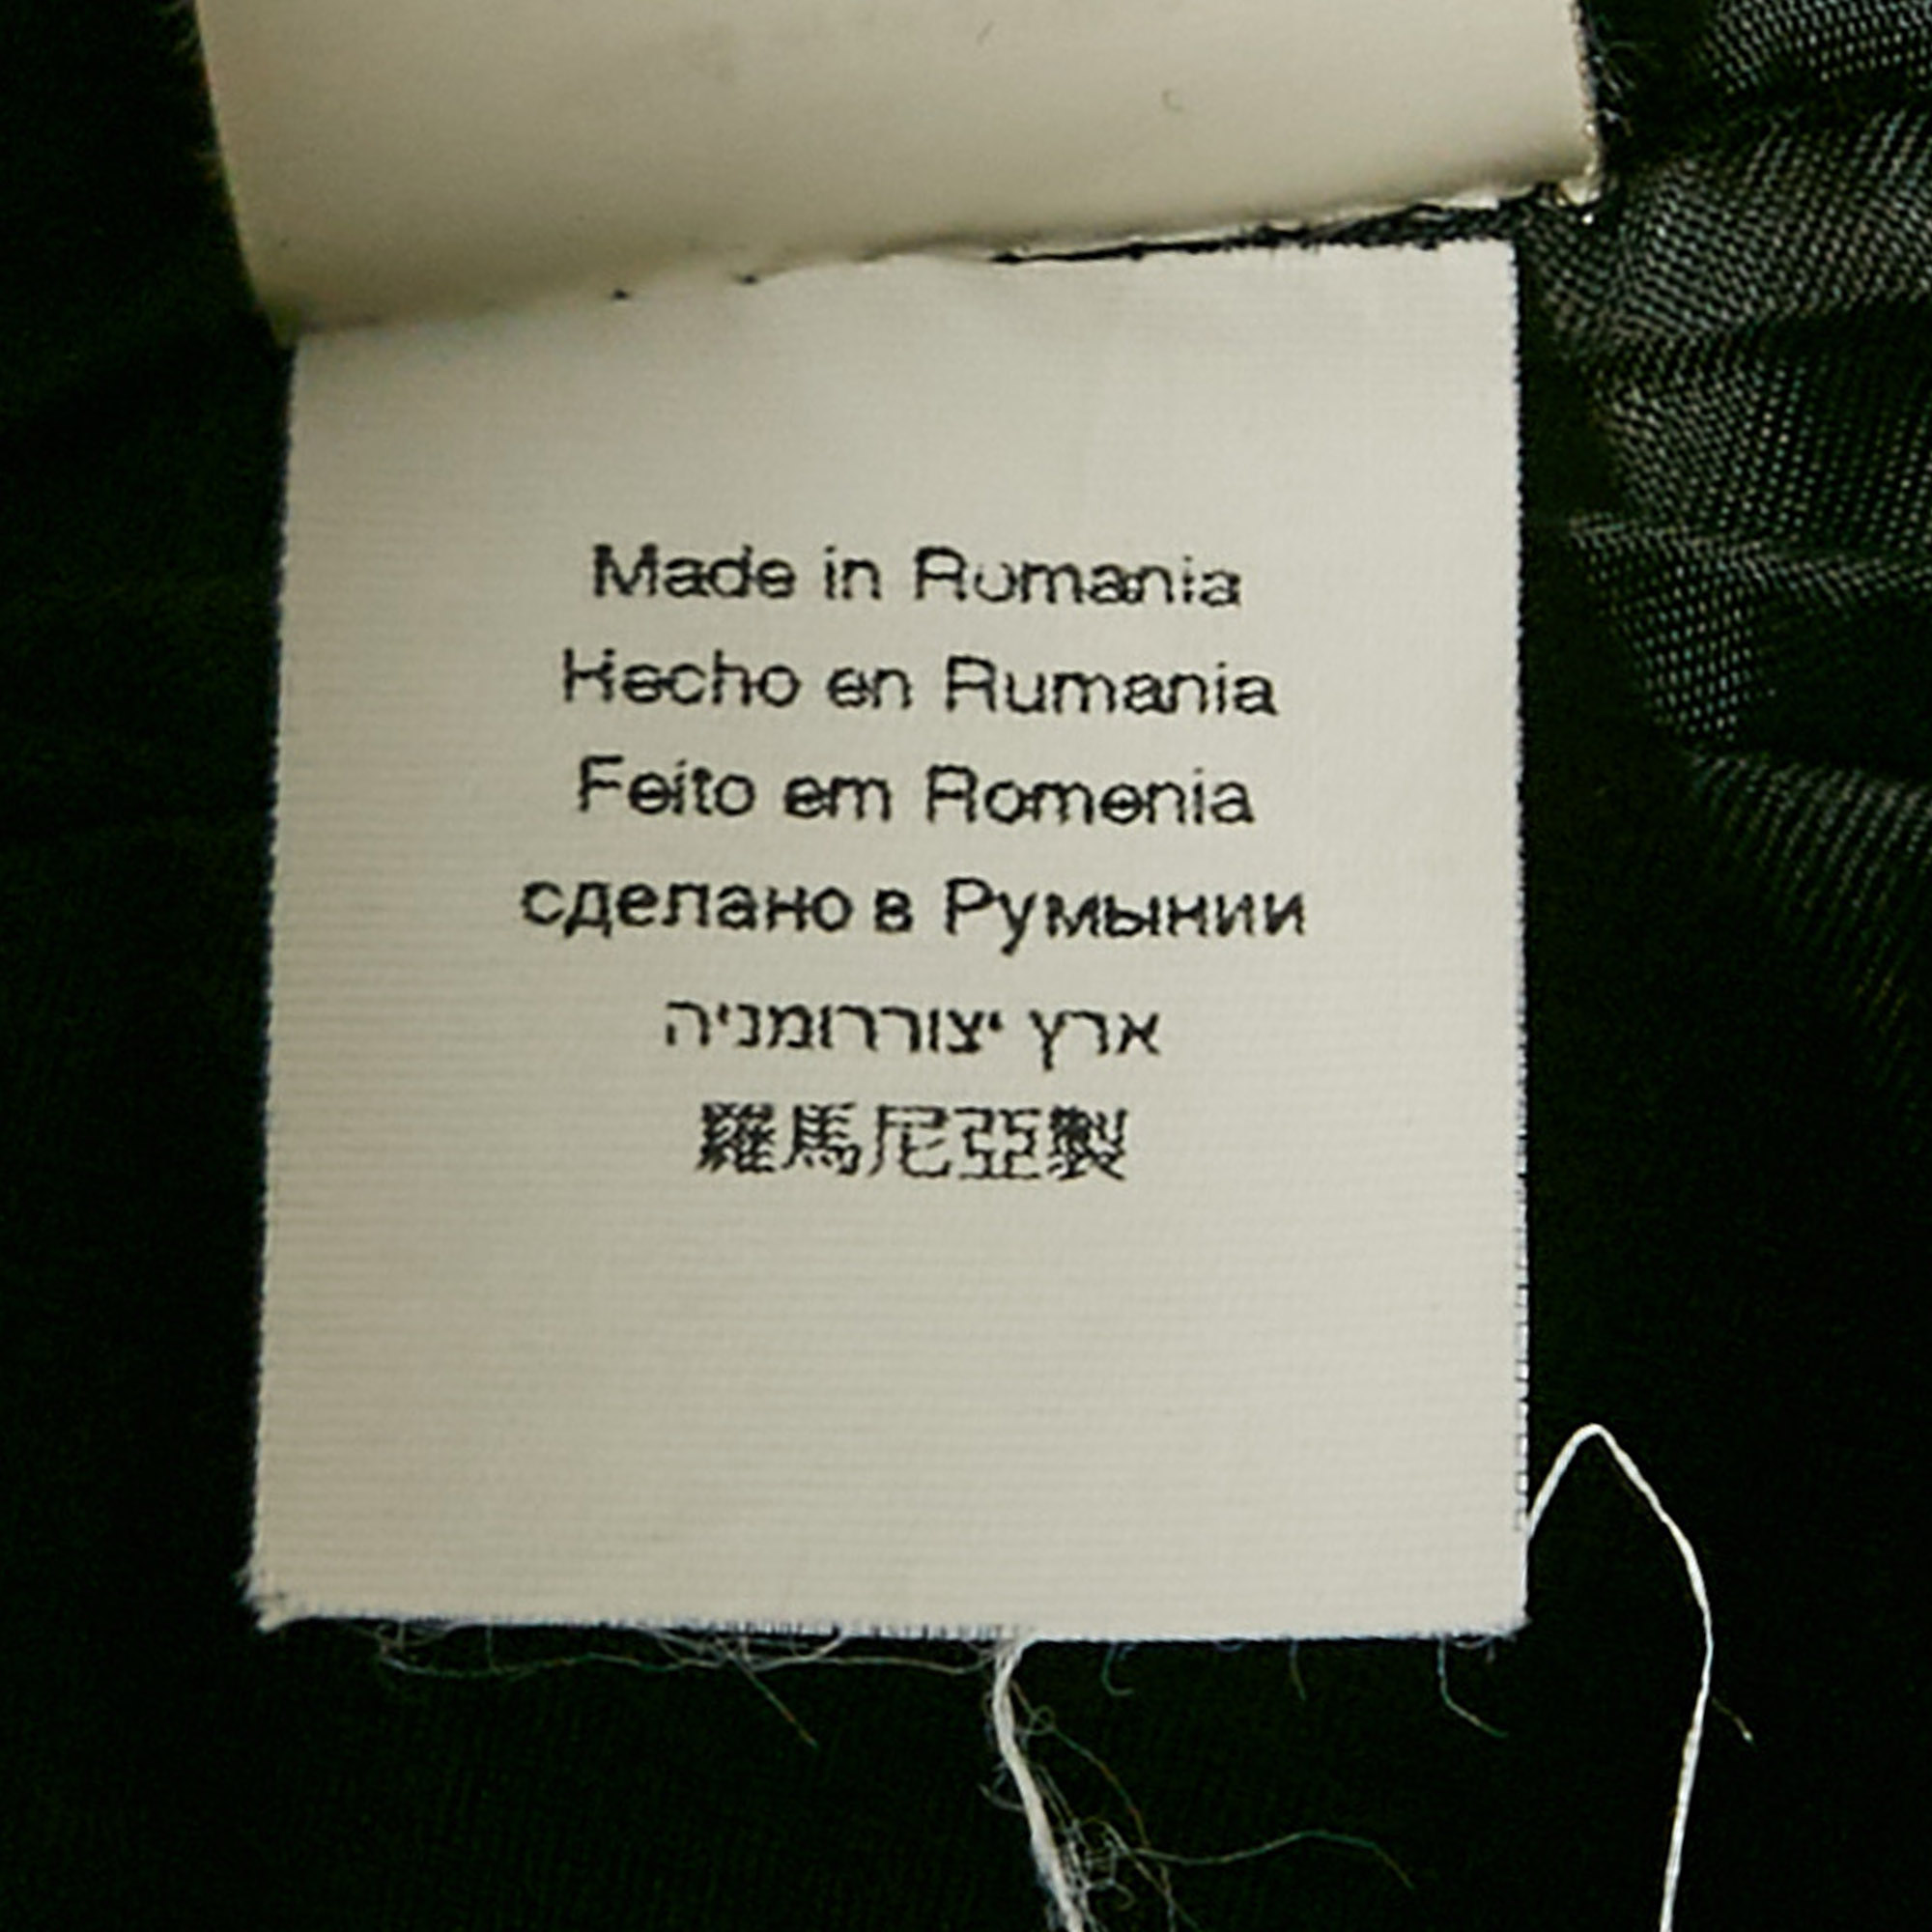 Made in Rumania
Hecho en Rumania
Feito em Romenia
сделано в Румынии
ארץ יצוררומניה
羅馬尼亞製